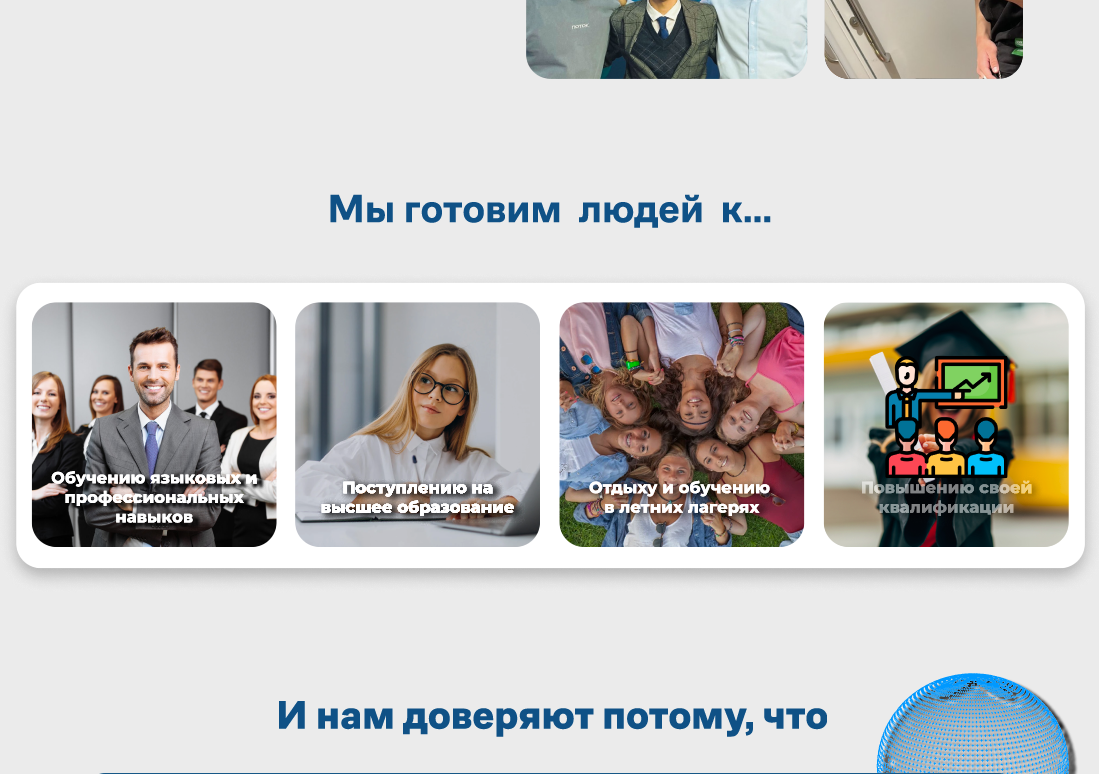 ПОТОК
Мы готовим людей к...
Обучению языковых и
профессиональных
навыков
Поступлению на
высшее образование
Отдыху и обучению
в летних лагерях
Повышению своей
квалификации
И нам доверяют потому, что